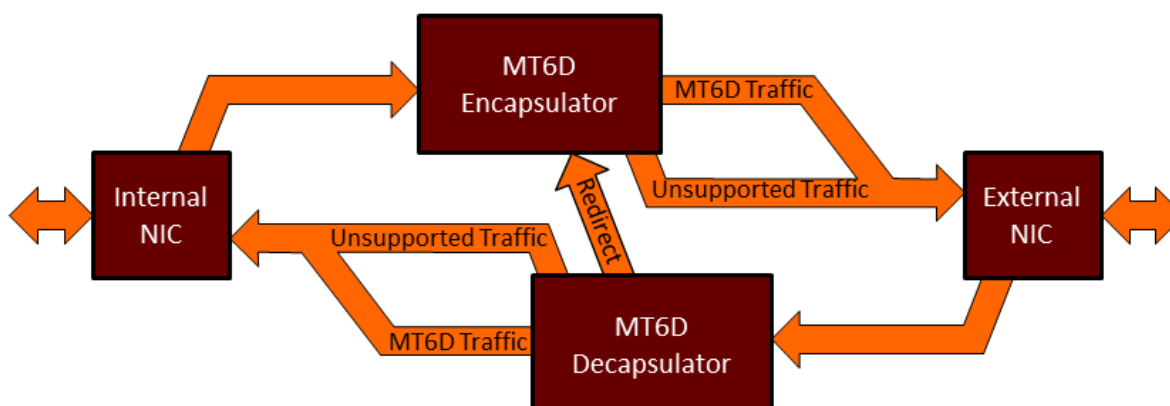 MT6D
Encapsulator
MT6D Traffic
Internal
NIC
Redirect
Unsupported Traffic
External
NIC
Unsupported Traffic
MT6D Traffic
MT6D
Decapsulator